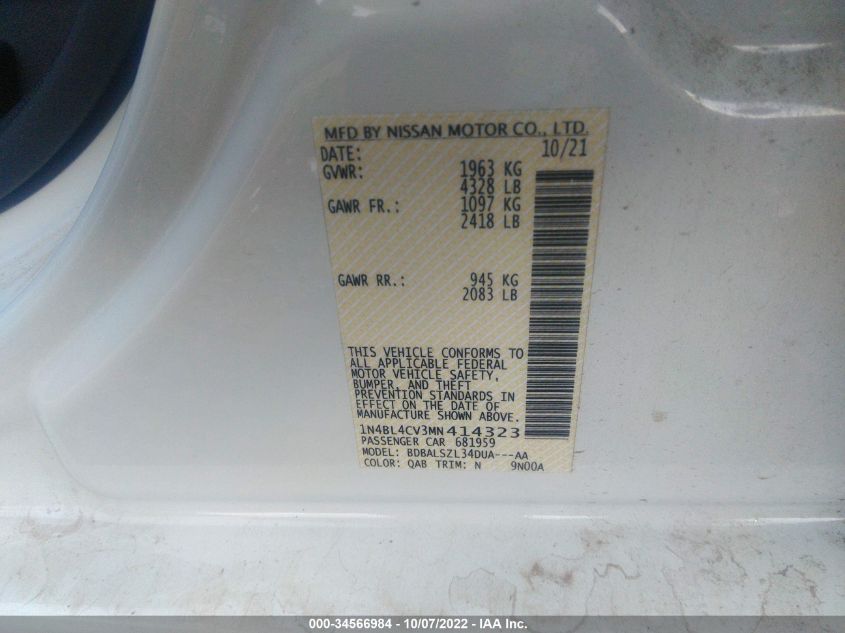 MFD BY NISSAN MOTOR CO., LTD.
DATE: 10/21
GVWR: 1963 KG
4328 LB
GAWR FR.: 1097 KG
2418 LB
GAWR RR.: 945 KG
2083 LB
THIS VEHICLE CONFORMS TO
ALL APPLICABLE FEDERAL
MOTOR VEHICLE SAFETY,
BUMPER, AND THEFT
PREVENTION STANDARDS IN
EFFECT ON THE DATE OF
MANUFACTURE SHOWN ABOVE.
1N4BL4CV3MN414323
PASSENGER CAR 681959
MODEL: BDBALSZL34DUA---AA
COLOR: QAB TRIM: N 9N00A
000-34566984 - 10/07/2022 - IAA Inc.